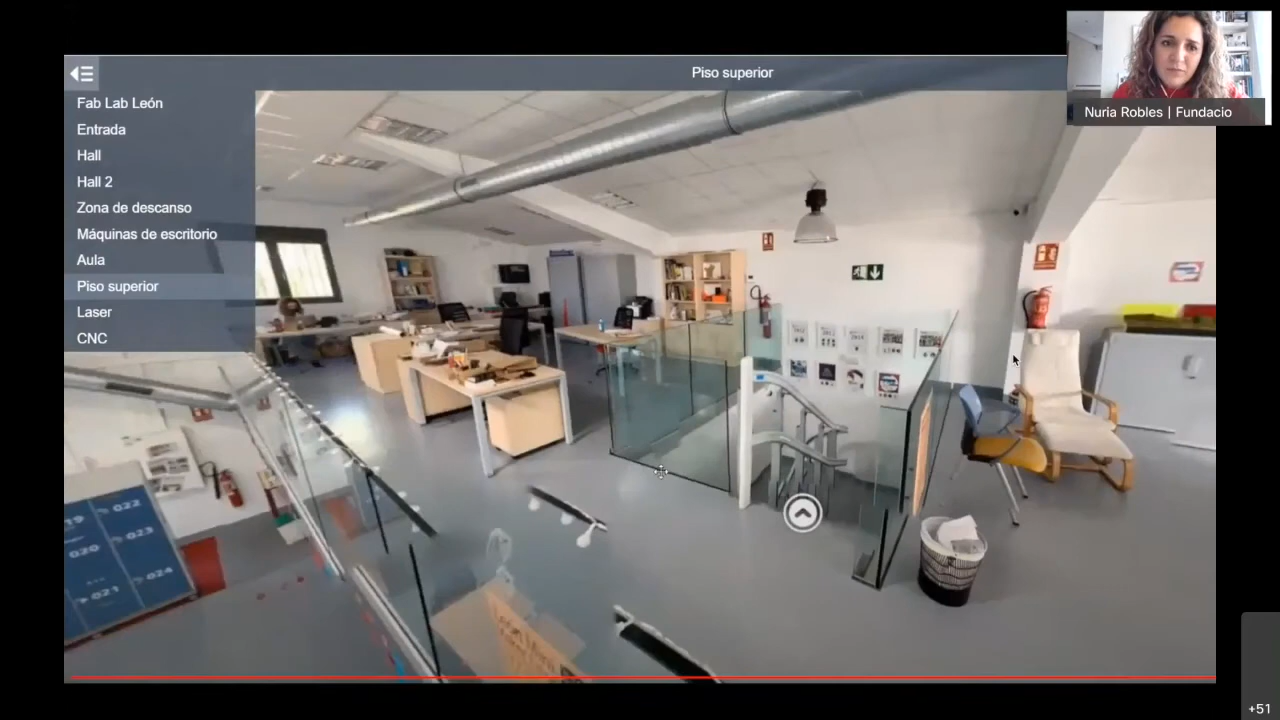 Piso superior
Nuria Robles | Fundacio
Fab Lab León
Entrada
Hall
Hall 2
Zona de descanso
Máquinas de escritorio
Aula
Piso superior
Laser
CNC
022
023
020
024
021
+51